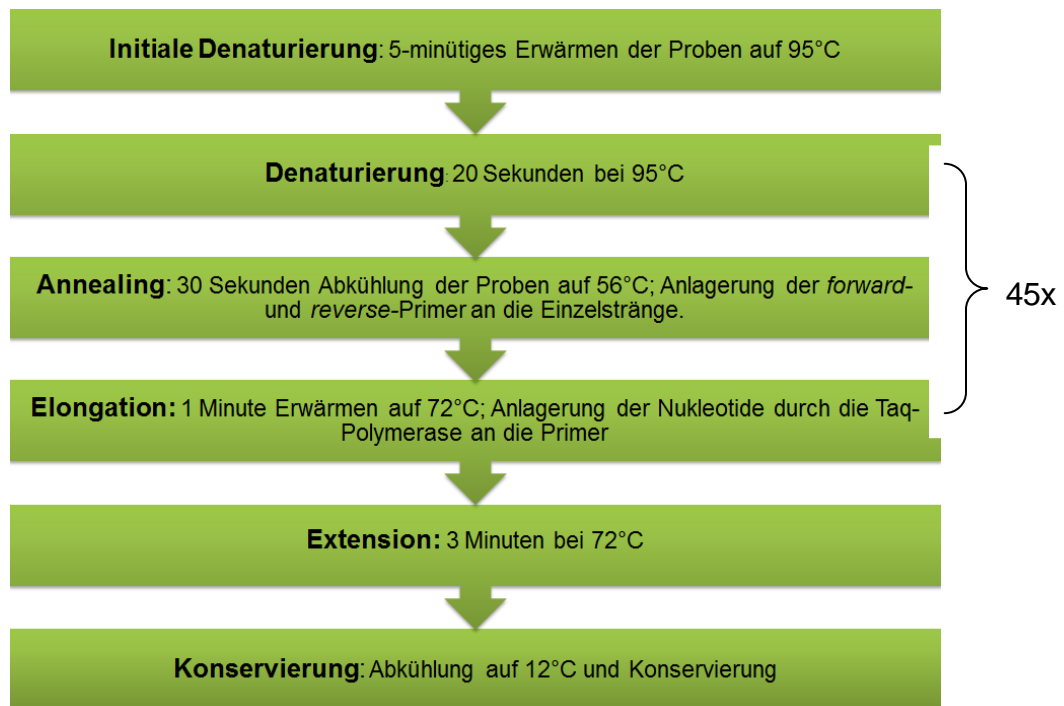 Initiale Denaturierung: 5-minütiges Erwärmen der Proben auf 95°C
Denaturierung: 20 Sekunden bei 95°C
Annealing: 30 Sekunden Abkühlung der Proben auf 56°C; Anlagerung der forward-
und reverse-Primer an die Einzelstränge.
45x
Elongation: 1 Minute Erwärmen auf 72°C; Anlagerung der Nukleotide durch die Taq-
Polymerase an die Primer
Extension: 3 Minuten bei 72°C
Konservierung: Abkühlung auf 12°C und Konservierung